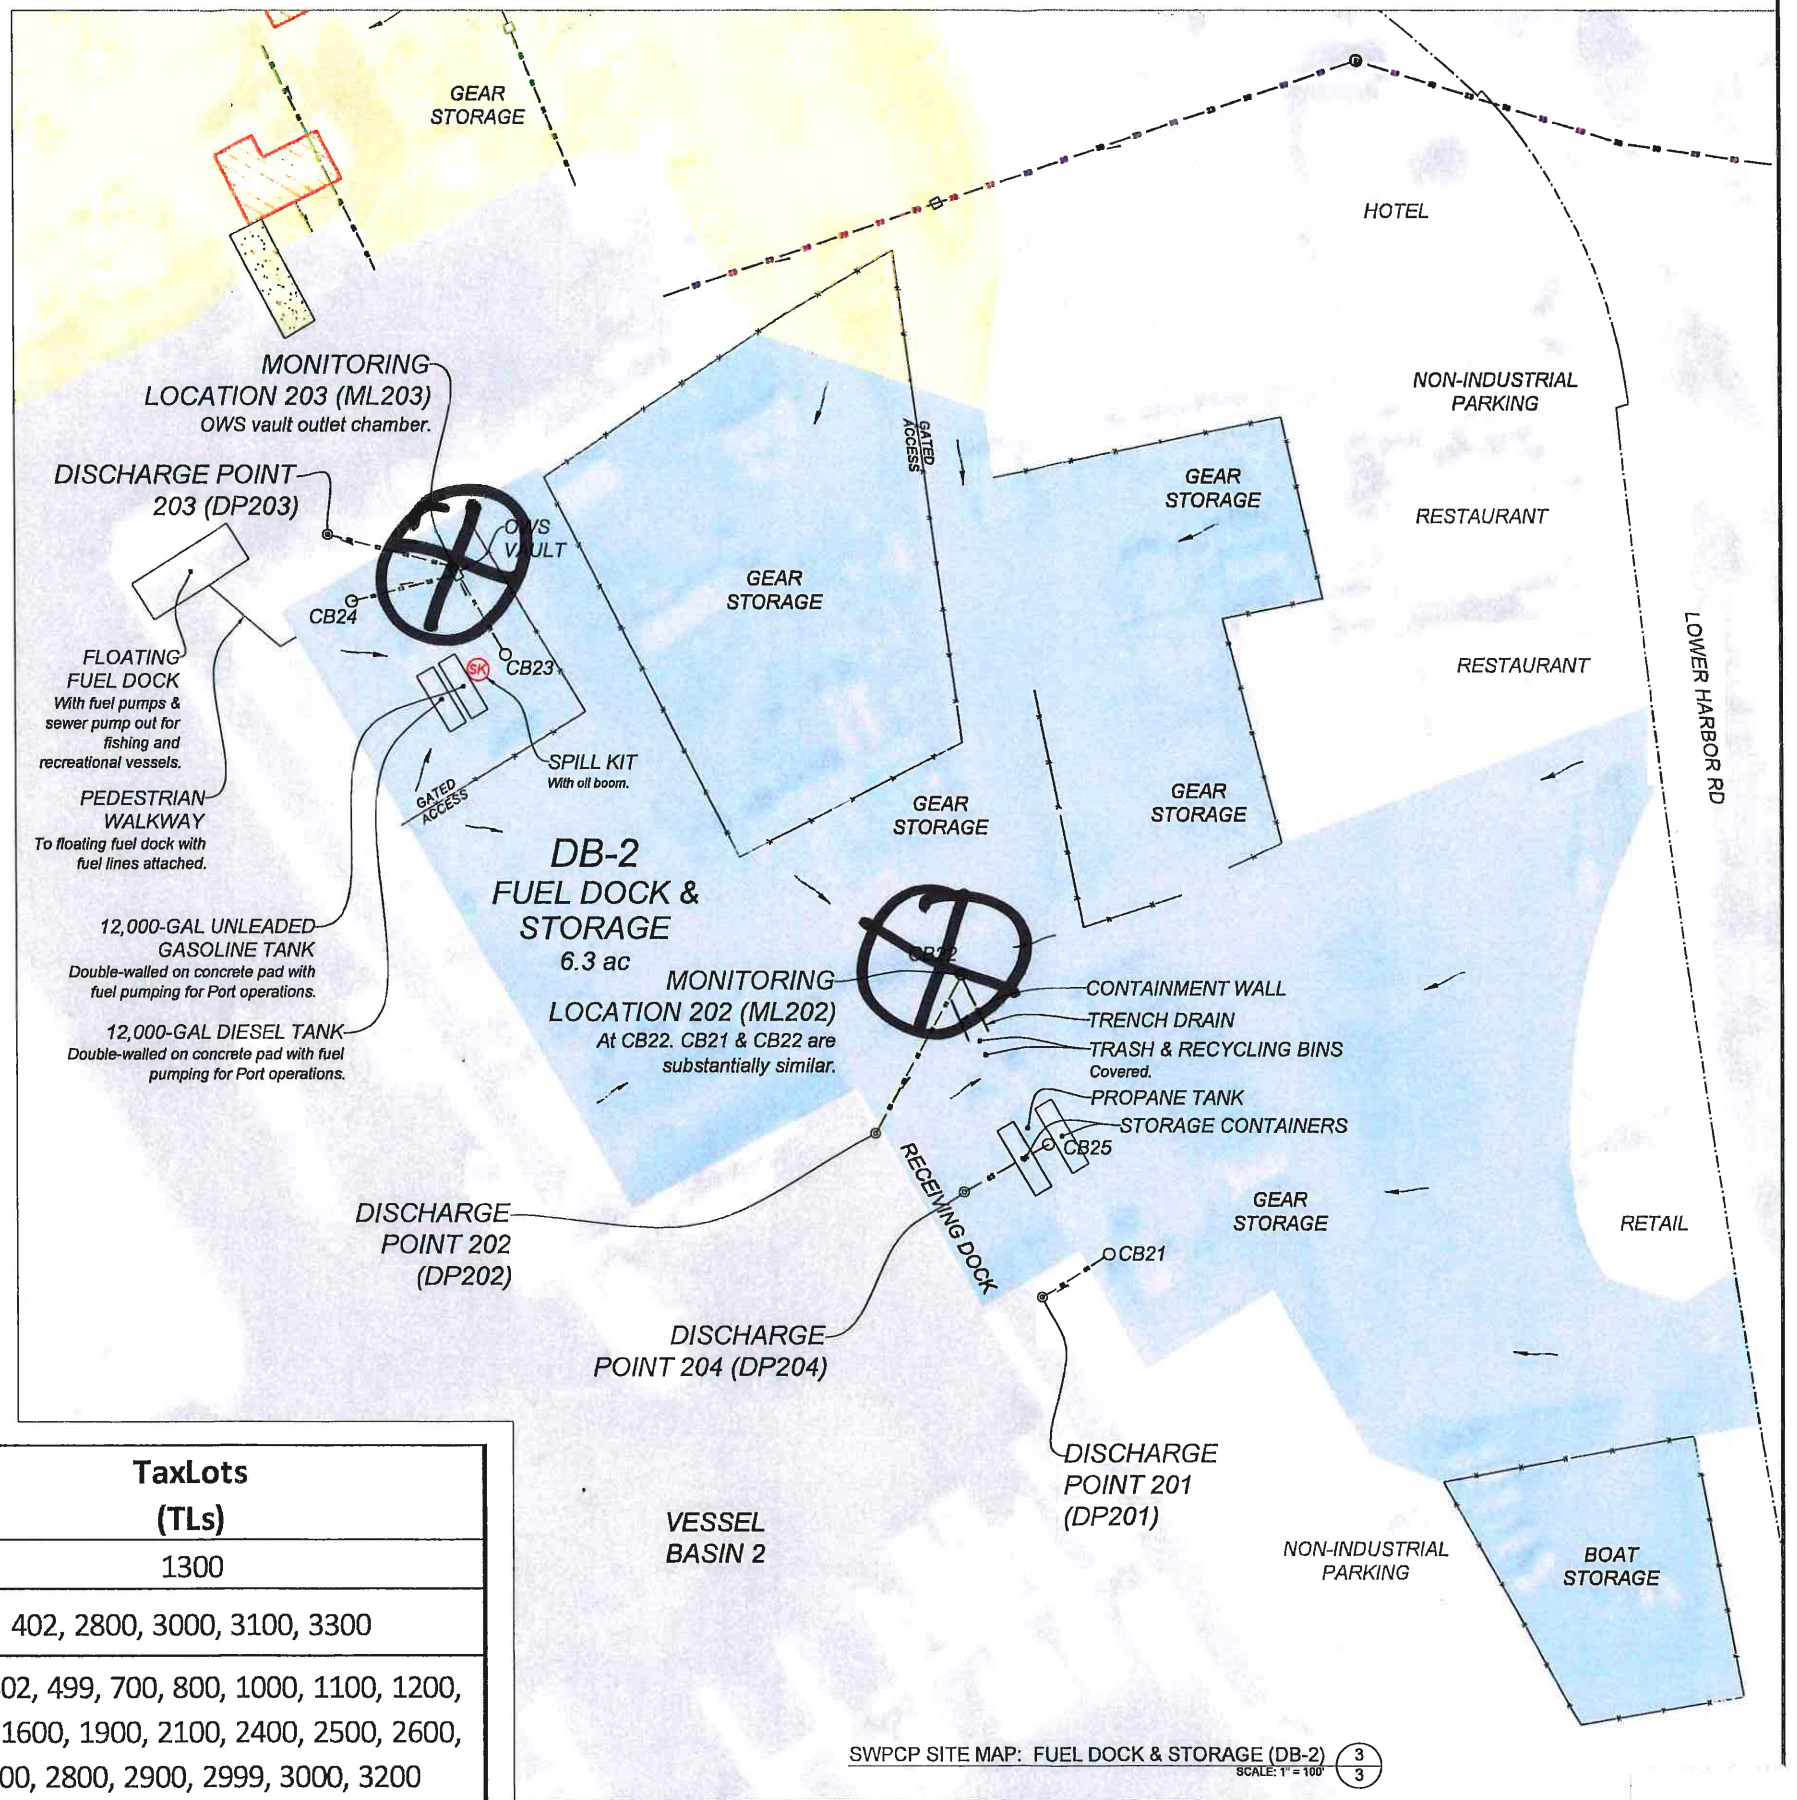 GEAR
STORAGE
HOTEL
MONITORING
LOCATION 203 (ML203)
OWS vault outlet chamber.
NON-INDUSTRIAL
PARKING
GATED
ACCESS
DISCHARGE POINT
203 (DP203)
GEAR
STORAGE
OWS
VAULT
RESTAURANT
GEAR
STORAGE
CB24
CB23
SK
FLOATING
FUEL DOCK
With fuel pumps &
sewer pump out for
fishing and
recreational vessels.
RESTAURANT
LOWER HARBOR RD
SPILL KIT
With oil boom.
GATED
ACCESS
PEDESTRIAN
WALKWAY
To floating fuel dock with
fuel lines attached.
GEAR
STORAGE
GEAR
STORAGE
DB-2
FUEL DOCK &
STORAGE
6.3 ac
12,000-GAL UNLEADED
GASOLINE TANK
Double-walled on concrete pad with
fuel pumping for Port operations.
CB22
MONITORING
LOCATION 202 (ML202)
At CB22. CB21 & CB22 are
substantially similar.
CONTAINMENT WALL
TRENCH DRAIN
TRASH & RECYCLING BINS
Covered.
12,000-GAL DIESEL TANK
Double-walled on concrete pad with fuel
pumping for Port operations.
PROPANE TANK
STORAGE CONTAINERS
CB25
RECEIVING DOCK
DISCHARGE
POINT 202
(DP202)
GEAR
STORAGE
RETAIL
CB21
DISCHARGE
POINT 204 (DP204)
DISCHARGE
POINT 201
(DP201)
VESSEL
BASIN 2
NON-INDUSTRIAL
PARKING
BOAT
STORAGE
TaxLots
(TLs)
1300
402, 2800, 3000, 3100, 3300
02, 499, 700, 800, 1000, 1100, 1200,
1600, 1900, 2100, 2400, 2500, 2600,
00, 2800, 2900, 2999, 3000, 3200
SWPCP SITE MAP: FUEL DOCK & STORAGE (DB-2)
SCALE: 1" = 100'
3
3